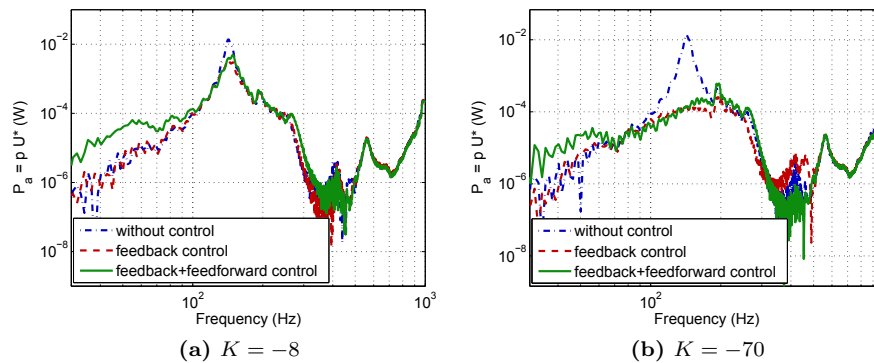 10^-2
10^-4
10^-6
10^-8
P_a = p U* (W)
without control
feedback control
feedback+feedforward control
10^2
10^3
Frequency (Hz)
(a) K = −8
10^-2
10^-4
10^-6
10^-8
P_a = p U* (W)
without control
feedback control
feedback+feedforward control
10^2
Frequency (Hz)
(b) K = −70